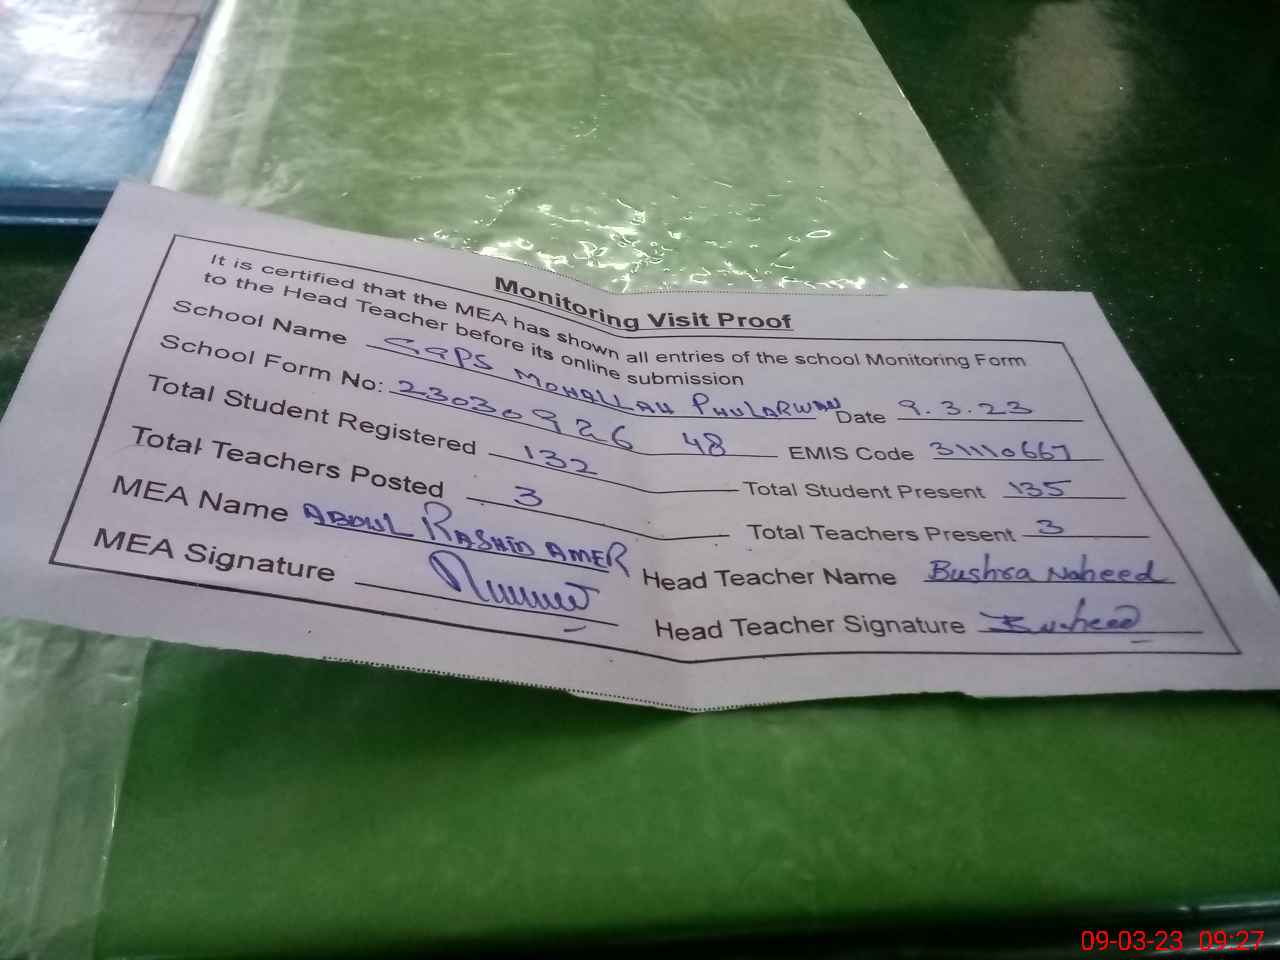 Monitoring Visit Proof
It is certified that the MEA has shown all entries of the school Monitoring Form
to the Head Teacher before its online submission
School Name GGPS MOHALLAH PHULARWAN Date 9.3.23
School Form No: 2303092648 EMIS Code 31110667
Total Student Registered 132 Total Student Present 135
Total Teachers Posted 3 Total Teachers Present 3
MEA Name ABDUL RASHID AMER Head Teacher Name Bushra Naheed
MEA Signature Head Teacher Signature
09-03-23 09:27